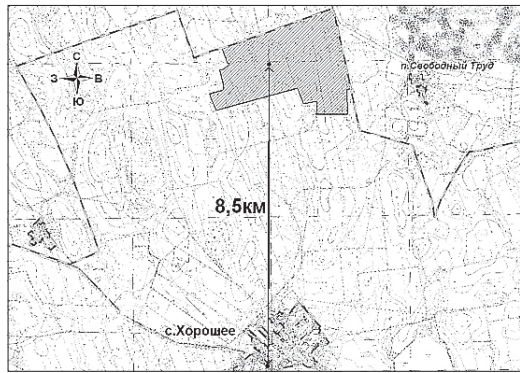 С
З В
Ю
п.Свободный Труд
8,5км
с.Хорошее